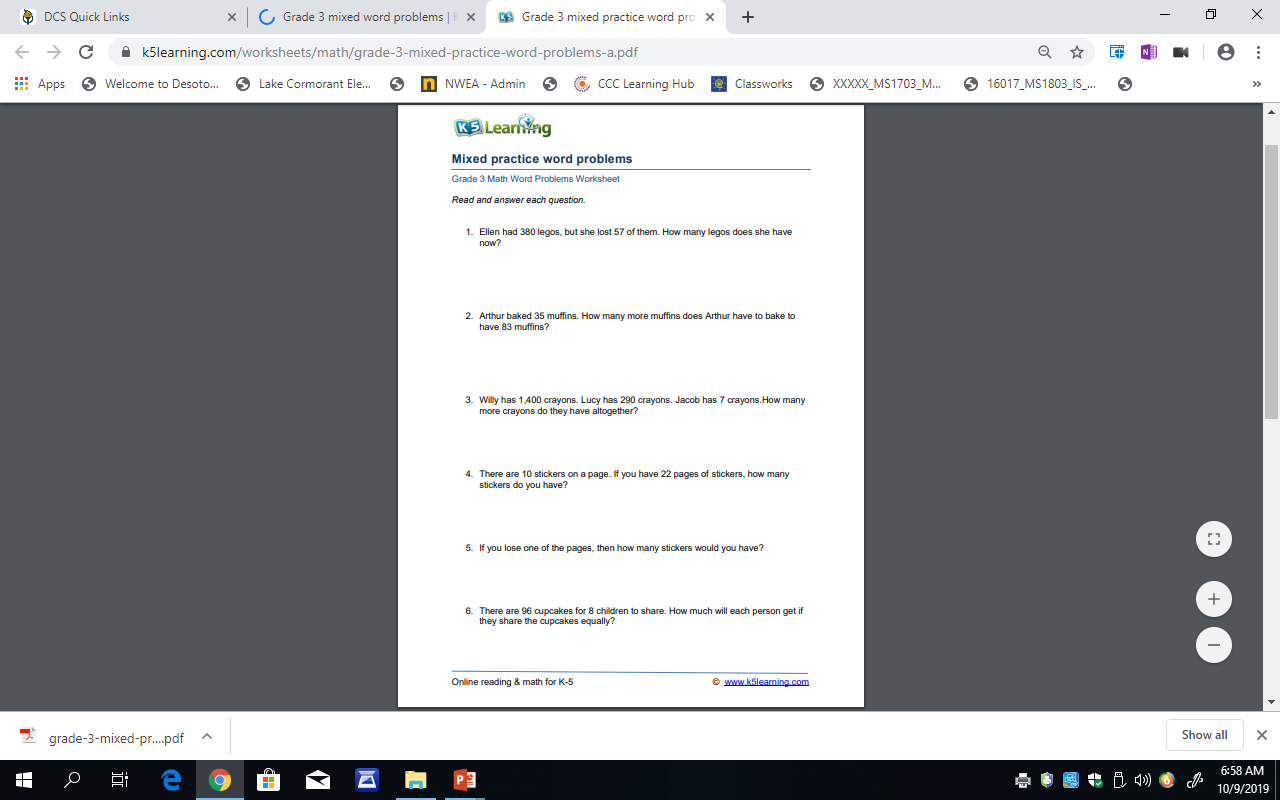 DCS Quick Links
Grade 3 mixed word problems |
Grade 3 mixed practice word pro
k5learning.com/worksheets/math/grade-3-mixed-practice-word-problems-a.pdf
Apps Welcome to Desoto... Lake Cormorant Ele... NWEA - Admin CCC Learning Hub Classworks XXXXX_MS1703_M... 16017_MS1803_IS_... »
K5 Learning
Mixed practice word problems
Grade 3 Math Word Problems Worksheet
Read and answer each question.
1. Ellen had 380 legos, but she lost 57 of them. How many legos does she have
now?
2. Arthur baked 35 muffins. How many more muffins does Arthur have to bake to
have 83 muffins?
3. Willy has 1,400 crayons. Lucy has 290 crayons. Jacob has 7 crayons.How many
more crayons do they have altogether?
4. There are 10 stickers on a page. If you have 22 pages of stickers, how many
stickers do you have?
5. If you lose one of the pages, then how many stickers would you have?
6. There are 96 cupcakes for 8 children to share. How much will each person get if
they share the cupcakes equally?
Online reading & math for K-5 © www.k5learning.com
grade-3-mixed-pr....pdf
Show all
6:58 AM
10/9/2019